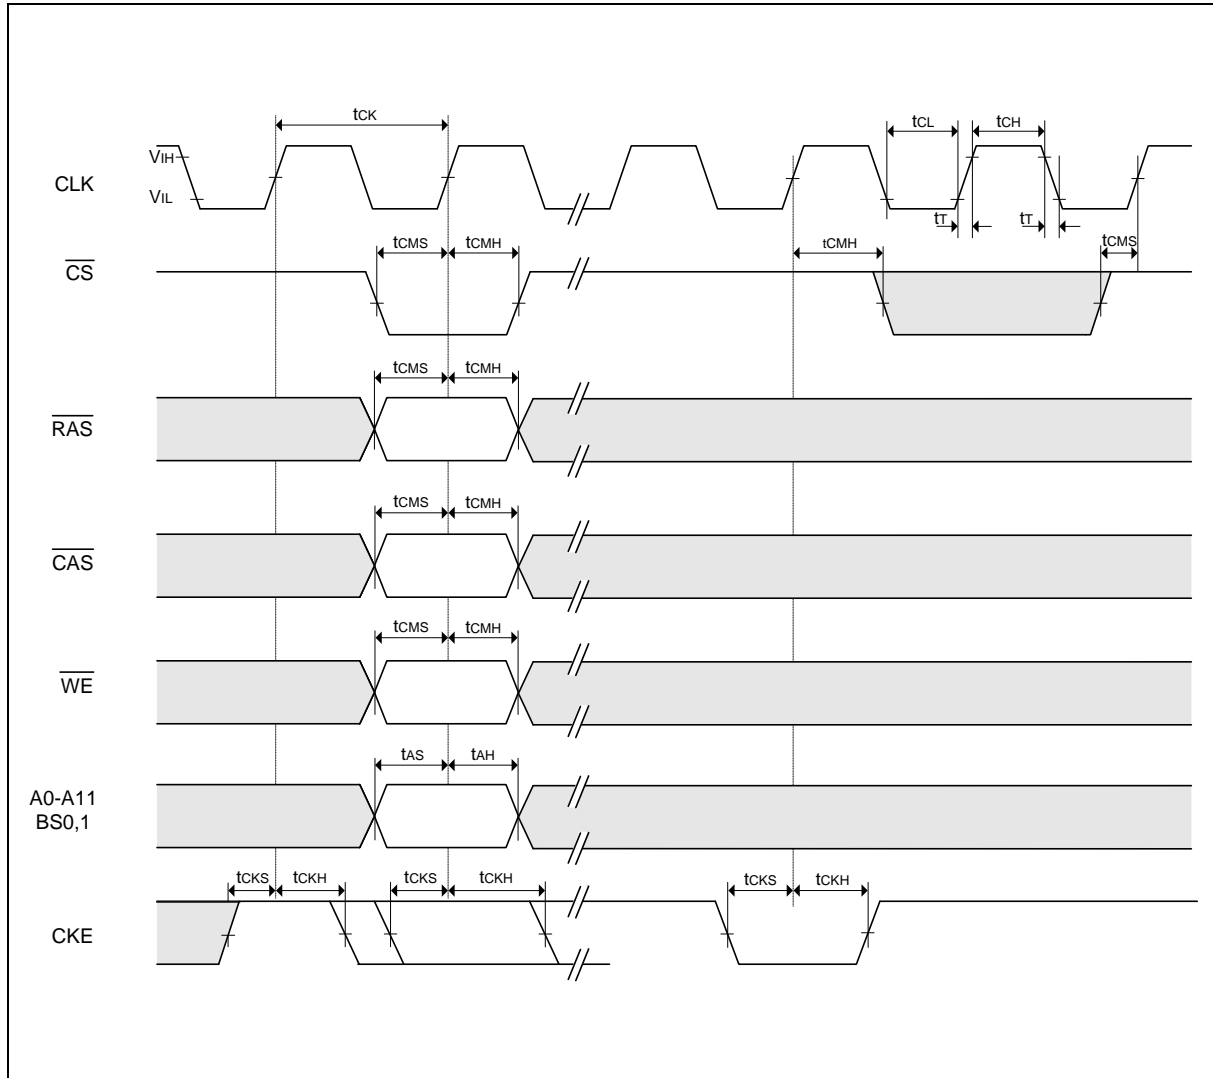 tCK
tCL
tCH
VIH
CLK
VIL
tT
tT
tCMS
tCMH
tCMH
tCMS
CS
tCMS
tCMH
RAS
tCMS
tCMH
CAS
tCMS
tCMH
WE
tAS
tAH
A0-A11
BS0,1
tCKS
tCKH
tCKS
tCKH
tCKS
tCKH
CKE